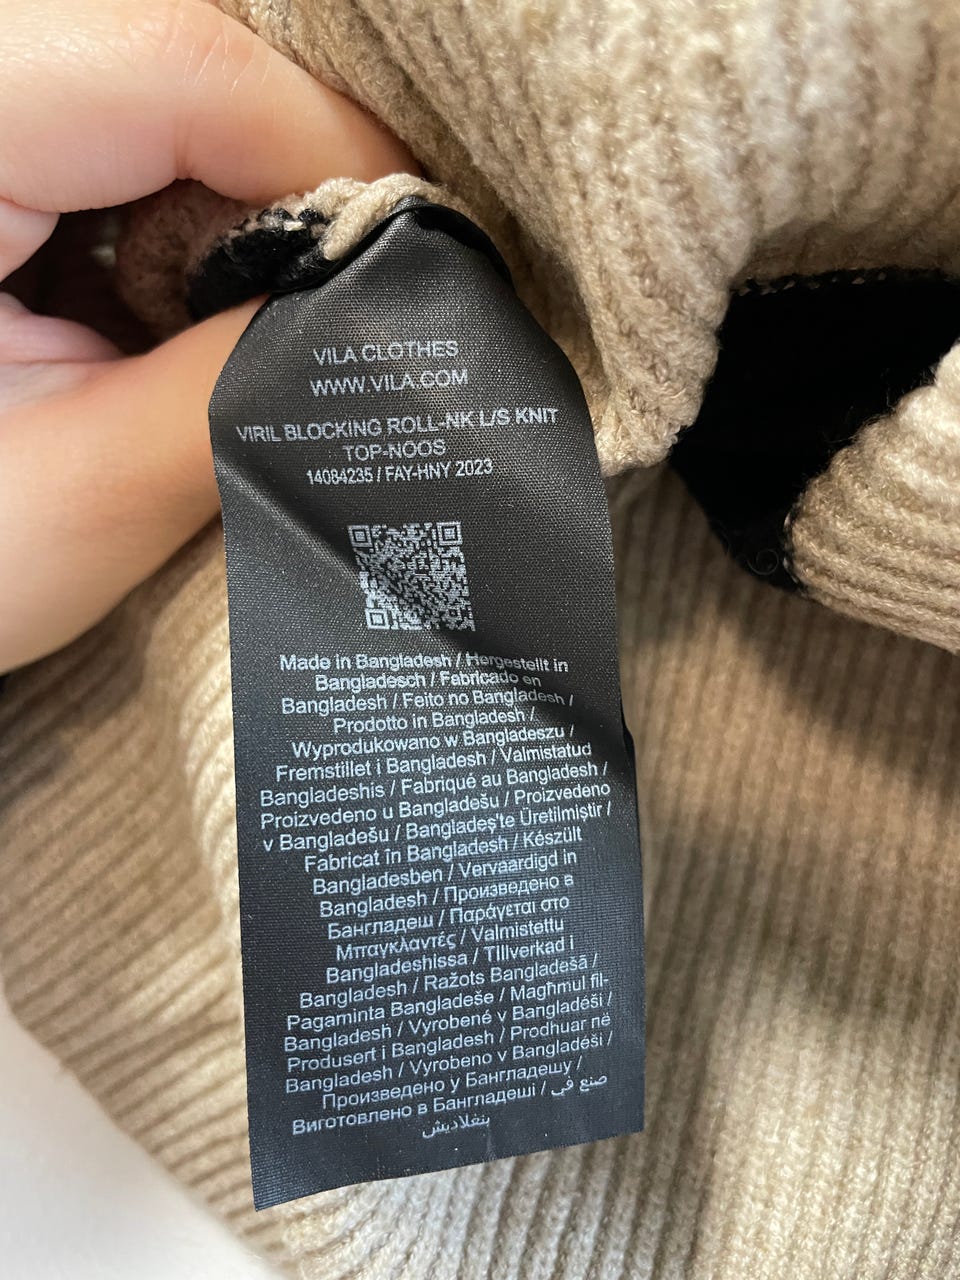 VILA CLOTHES
WWW.VILA.COM
VIRIL BLOCKING ROLL-NK L/S KNIT
TOP-NOOS
14084235 / FAY-HNY 2023
Made in Bangladesh / Hergestellt in
Bangladesch / Fabricado en
Bangladesh / Feito no Bangladesh /
Prodotto in Bangladesh /
Wyprodukowano w Bangladeszu /
Fremstillet i Bangladesh / Valmistatud
Bangladeshis / Fabriqué au Bangladesh /
Proizvedeno u Bangladešu / Proizvedeno
v Bangladešu / Bangladeş'te Üretilmiştir /
Fabricat în Bangladesh / Készült
Bangladesben / Vervaardigd in
Bangladesh / Произведено в
Бангладеш / Παράγεται στο
Μπαγκλαντές / Valmistettu
Bangladeshissa / Tillverkad i
Bangladesh / Ražots Bangladešā /
Pagaminta Bangladeše / Magħmul fil-
Bangladesh / Vyrobené v Bangladéši /
Produsert i Bangladesh / Prodhuar në
Bangladesh / Vyrobeno v Bangladéši /
Произведено у Бангладешу /
Виготовлено в Бангладеші / صنع في
بنغلاديش